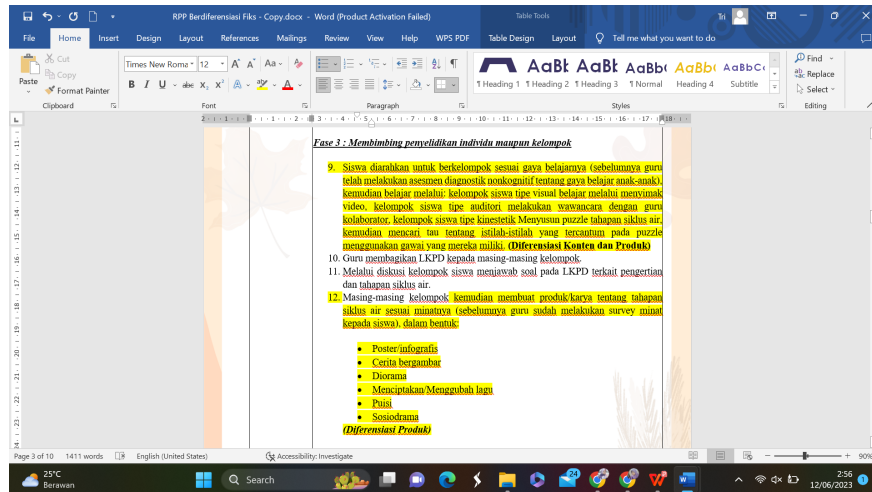 RPP Berdiferensiasi Fiks - Copy.docx - Word (Product Activation Failed)
Table Tools
Tri
File Home Insert Design Layout References Mailings Review View Help WPS PDF Table Design Layout Tell me what you want to do
Paste
Cut
Copy
Format Painter
Clipboard
Times New Roma 12
Font
Paragraph
AaBł AaBł AaBb( AaBb( AaBbCc
¶ Heading 1 ¶ Heading 2 ¶ Heading 3 ¶ Normal Heading 4 Subtitle
Styles
Find
Replace
Select
Editing
Fase 3 : Membimbing penyelidikan individu maupun kelompok
9. Siswa diarahkan untuk berkelompok sesuai gaya belajarnya (sebelumnya guru
telah melakukan asesmen diagnostik nonkognitif tentang gaya belajar anak-anak),
kemudian belajar melalui: kelompok siswa tipe visual belajar melalui menyimak
video, kelompok siswa tipe auditori melakukan wawancara dengan guru
kolaborator, kelompok siswa tipe kinestetik Menyusun puzzle tahapan siklus air,
kemudian mencari tau tentang istilah-istilah yang tercantum pada puzzle
menggunakan gawai yang mereka miliki. (Diferensiasi Konten dan Produk)
10. Guru membagikan LKPD kepada masing-masing kelompok.
11. Melalui diskusi kelompok siswa menjawab soal pada LKPD terkait pengertian
dan tahapan siklus air.
12. Masing-masing kelompok kemudian membuat produk/karya tentang tahapan
siklus air sesuai minatnya (sebelumnya guru sudah melakukan survey minat
kepada siswa), dalam bentuk:
• Poster/infografis
• Cerita bergambar
• Diorama
• Menciptakan/Menggubah lagu
• Puisi
• Sosiodrama
(Diferensiasi Produk)
Page 3 of 10 1411 words English (United States) Accessibility: Investigate 90%
25°C
Berawan
Search
24
2:56
12/06/2023
1